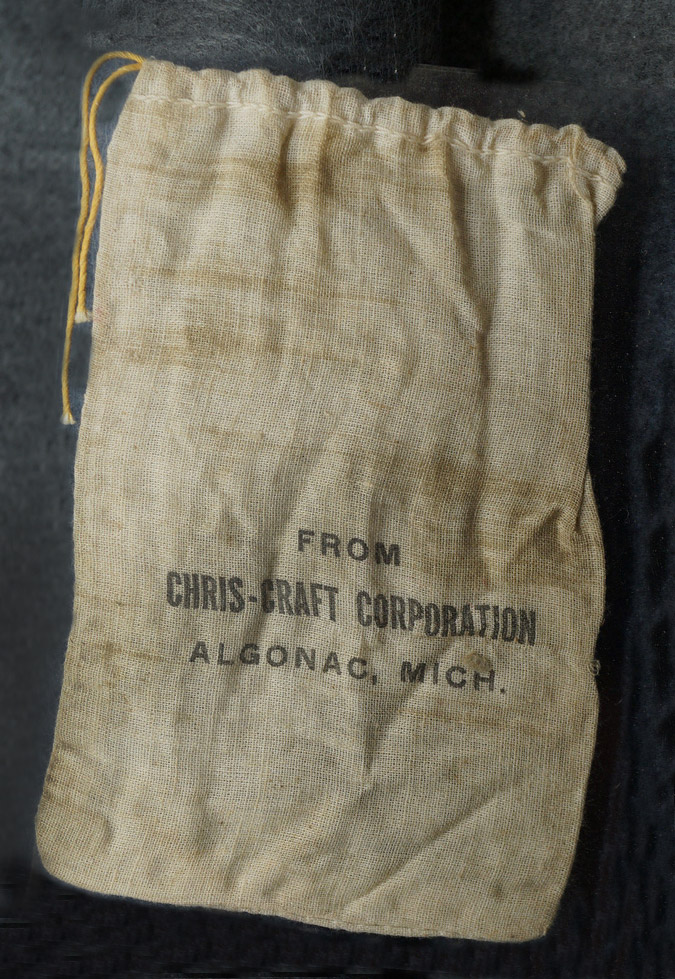 FROM
CHRIS-CRAFT CORPORATION
ALGONAC, MICH.